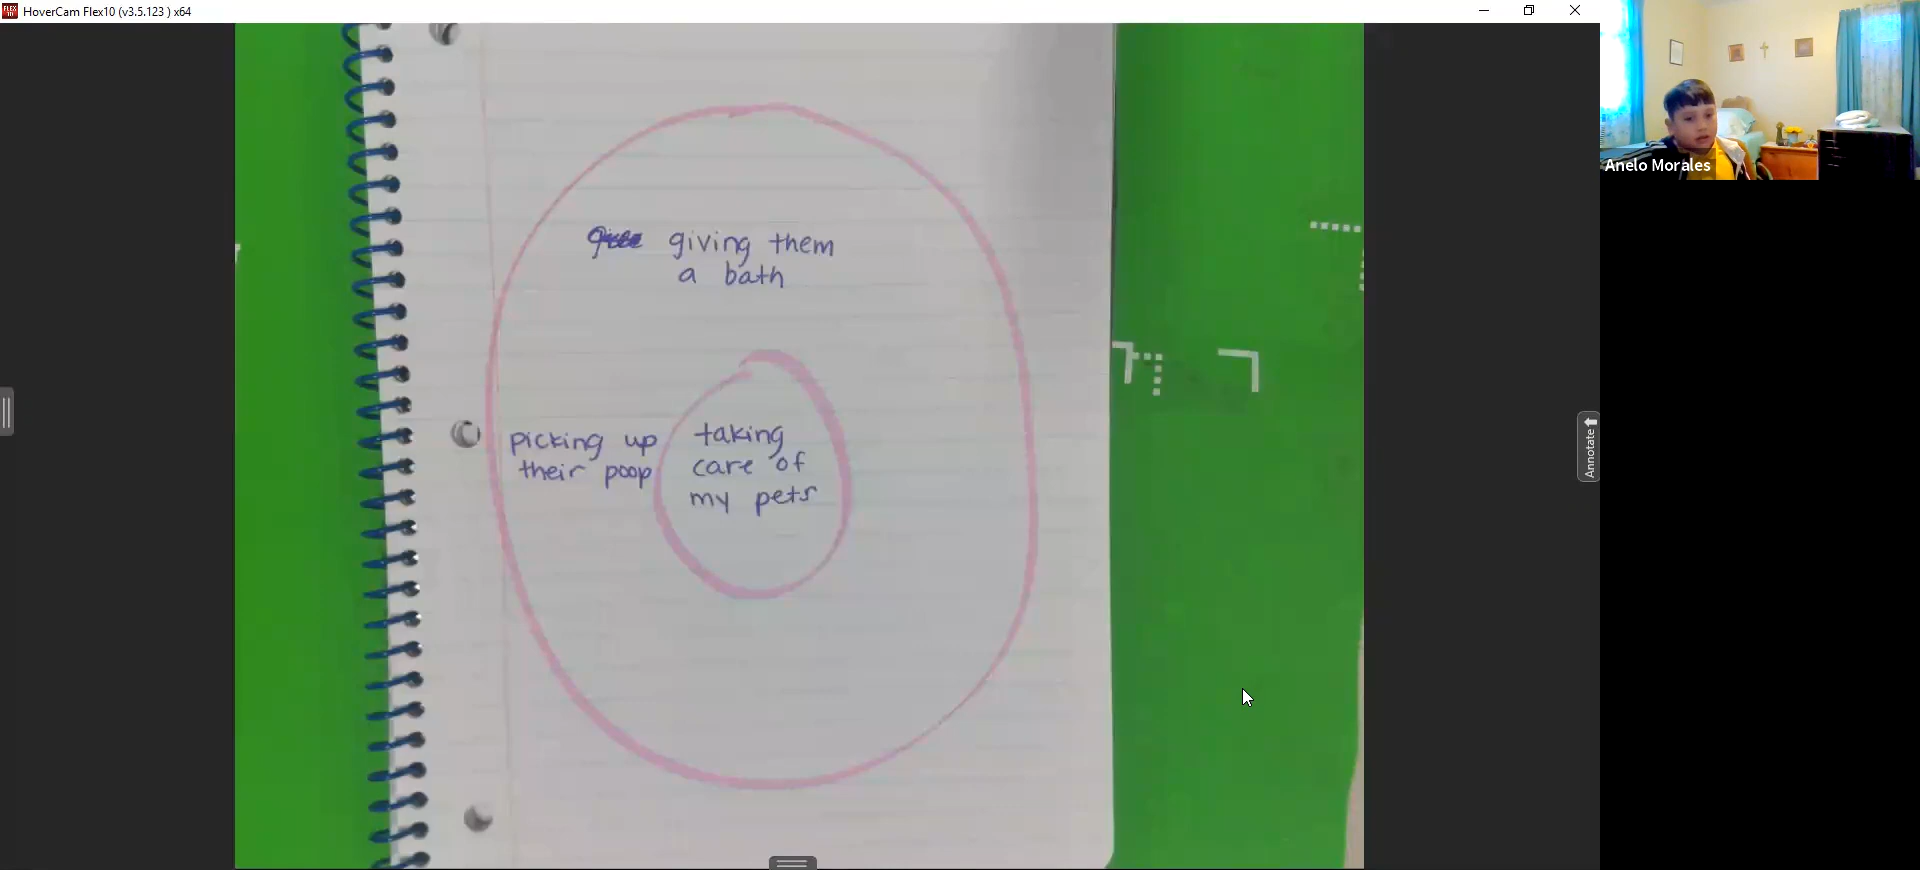 HoverCam Flex10 (v3.5.123 ) x64
giving them
a bath
picking up
their poop
taking
care of
my pets
Annotate
Anelo Morales